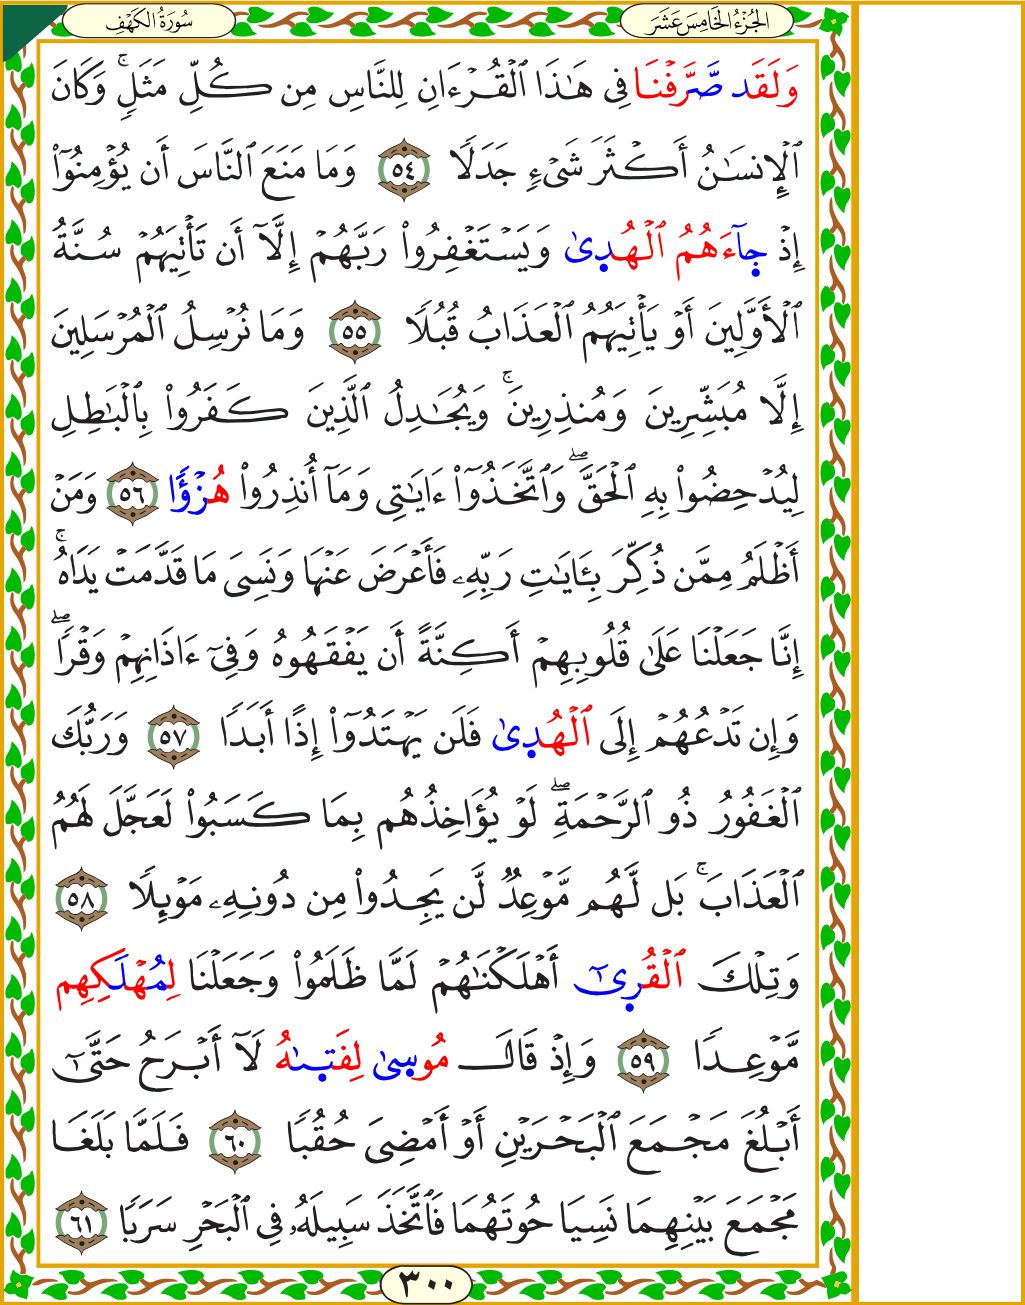 الجُزْءُ الْخَامِسَ عَشَرَ
سُورَةُ الكَهْفِ
وَلَقَد صَّرَّفْنَا فِي هَٰذَا ٱلْقُرْءَانِ لِلنَّاسِ مِن كُلِّ مَثَلٍۚ وَكَانَ
ٱلْإِنسَٰنُ أَكْثَرَ شَيْءٍ جَدَلًا ٥٤ وَمَا مَنَعَ ٱلنَّاسَ أَن يُؤْمِنُوٓا۟
إِذْ جَآءَهُمُ ٱلْهُدِىٰ وَيَسْتَغْفِرُوا۟ رَبَّهُمْ إِلَّآ أَن تَأْتِيَهُمْ سُنَّةُ
ٱلْأَوَّلِينَ أَوْ يَأْتِيَهُمُ ٱلْعَذَابُ قُبُلًا ٥٥ وَمَا نُرْسِلُ ٱلْمُرْسَلِينَ
إِلَّا مُبَشِّرِينَ وَمُنذِرِينَۚ وَيُجَٰدِلُ ٱلَّذِينَ كَفَرُوا۟ بِٱلْبَٰطِلِ
لِيُدْحِضُوا۟ بِهِ ٱلْحَقَّۖ وَٱتَّخَذُوٓا۟ ءَايَٰتِي وَمَآ أُنذِرُوا۟ هُزْؤًا ٥٦ وَمَنْ
أَظْلَمُ مِمَّن ذُكِّرَ بِـَٔايَٰتِ رَبِّهِۦ فَأَعْرَضَ عَنْهَا وَنَسِيَ مَا قَدَّمَتْ يَدَاهُۚ
إِنَّا جَعَلْنَا عَلَىٰ قُلُوبِهِمْ أَكِنَّةً أَن يَفْقَهُوهُ وَفِيٓ ءَاذَانِهِمْ وَقْرًاۖ
وَإِن تَدْعُهُمْ إِلَى ٱلْهُدِىٰ فَلَن يَهْتَدُوٓا۟ إِذًا أَبَدًا ٥٧ وَرَبُّكَ
ٱلْغَفُورُ ذُو ٱلرَّحْمَةِۖ لَوْ يُؤَاخِذُهُم بِمَا كَسَبُوا۟ لَعَجَّلَ لَهُمُ
ٱلْعَذَابَۚ بَل لَّهُم مَّوْعِدٌ لَّن يَجِدُوا۟ مِن دُونِهِۦ مَوْئِلًا ٥٨
وَتِلْكَ ٱلْقُرِىٰٓ أَهْلَكْنَٰهُمْ لَمَّا ظَلَمُوا۟ وَجَعَلْنَا لِمُهْلَكِهِم
مَّوْعِدًا ٥٩ وَإِذْ قَالَ مُوسِىٰ لِفَتِىٰهُ لَآ أَبْرَحُ حَتَّىٰٓ
أَبْلُغَ مَجْمَعَ ٱلْبَحْرَيْنِ أَوْ أَمْضِيَ حُقُبًا ٦٠ فَلَمَّا بَلَغَا
مَجْمَعَ بَيْنِهِمَا نَسِيَا حُوتَهُمَا فَٱتَّخَذَ سَبِيلَهُۥ فِي ٱلْبَحْرِ سَرَبًا ٦١
٣٠٠